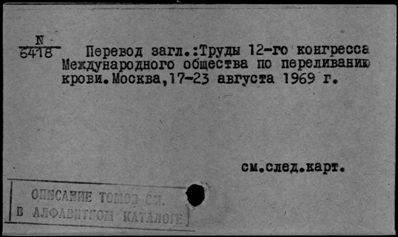 N
6418
Перевод загл.:Труды 12-го конгресса
Международного общества по переливанию
крови.Москва,17-23 августа 1969 г.
см.след.карт.
ОПИСАНИЕ ТОМОВ СМ.
В АЛФАВИТНОМ КАТАЛОГЕ